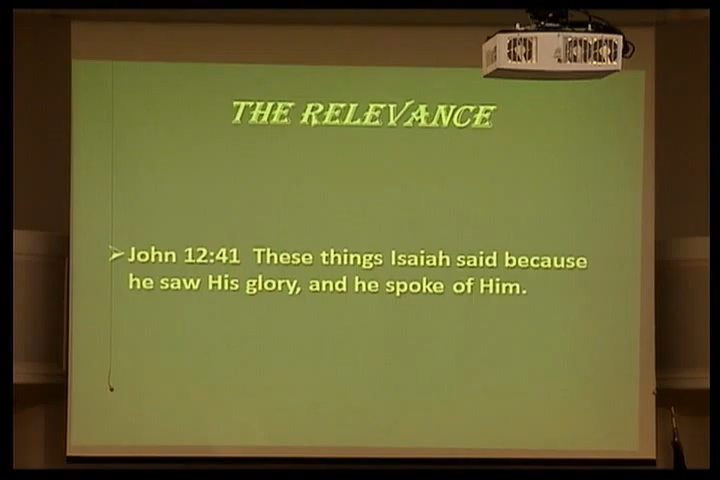 THE RELEVANCE
➢John 12:41 These things Isaiah said because
he saw His glory, and he spoke of Him.